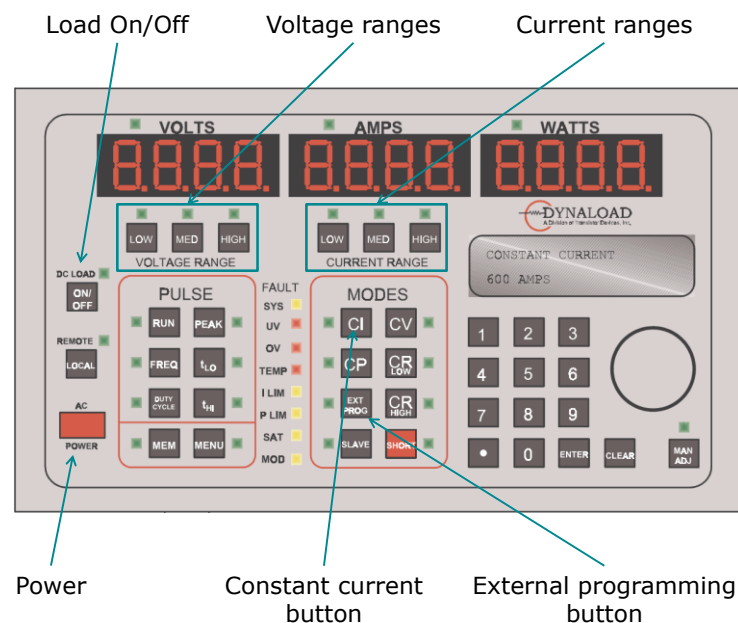 Load On/Off Voltage ranges Current ranges
VOLTS AMPS WATTS
8.8.8.8. 8.8.8.8. 8.8.8.8.
DYNALOAD
A Division of Transistor Devices, Inc.
LOW MED HIGH
VOLTAGE RANGE
LOW MED HIGH
CURRENT RANGE
CONSTANT CURRENT
600 AMPS
DC LOAD
ON/
OFF
REMOTE
LOCAL
AC
POWER
PULSE
RUN PEAK
FREQ tLO
DUTY
CYCLE
tHI
MEM MENU
FAULT
SYS
UV
OV
TEMP
I LIM
P LIM
SAT
MOD
MODES
CI CV
CP CR
LOW
EXT
PROG
CR
HIGH
SLAVE SHORT
1 2 3
4 5 6
7 8 9
• 0 ENTER CLEAR
MAN
ADJ
Power
Constant current
button
External programming
button